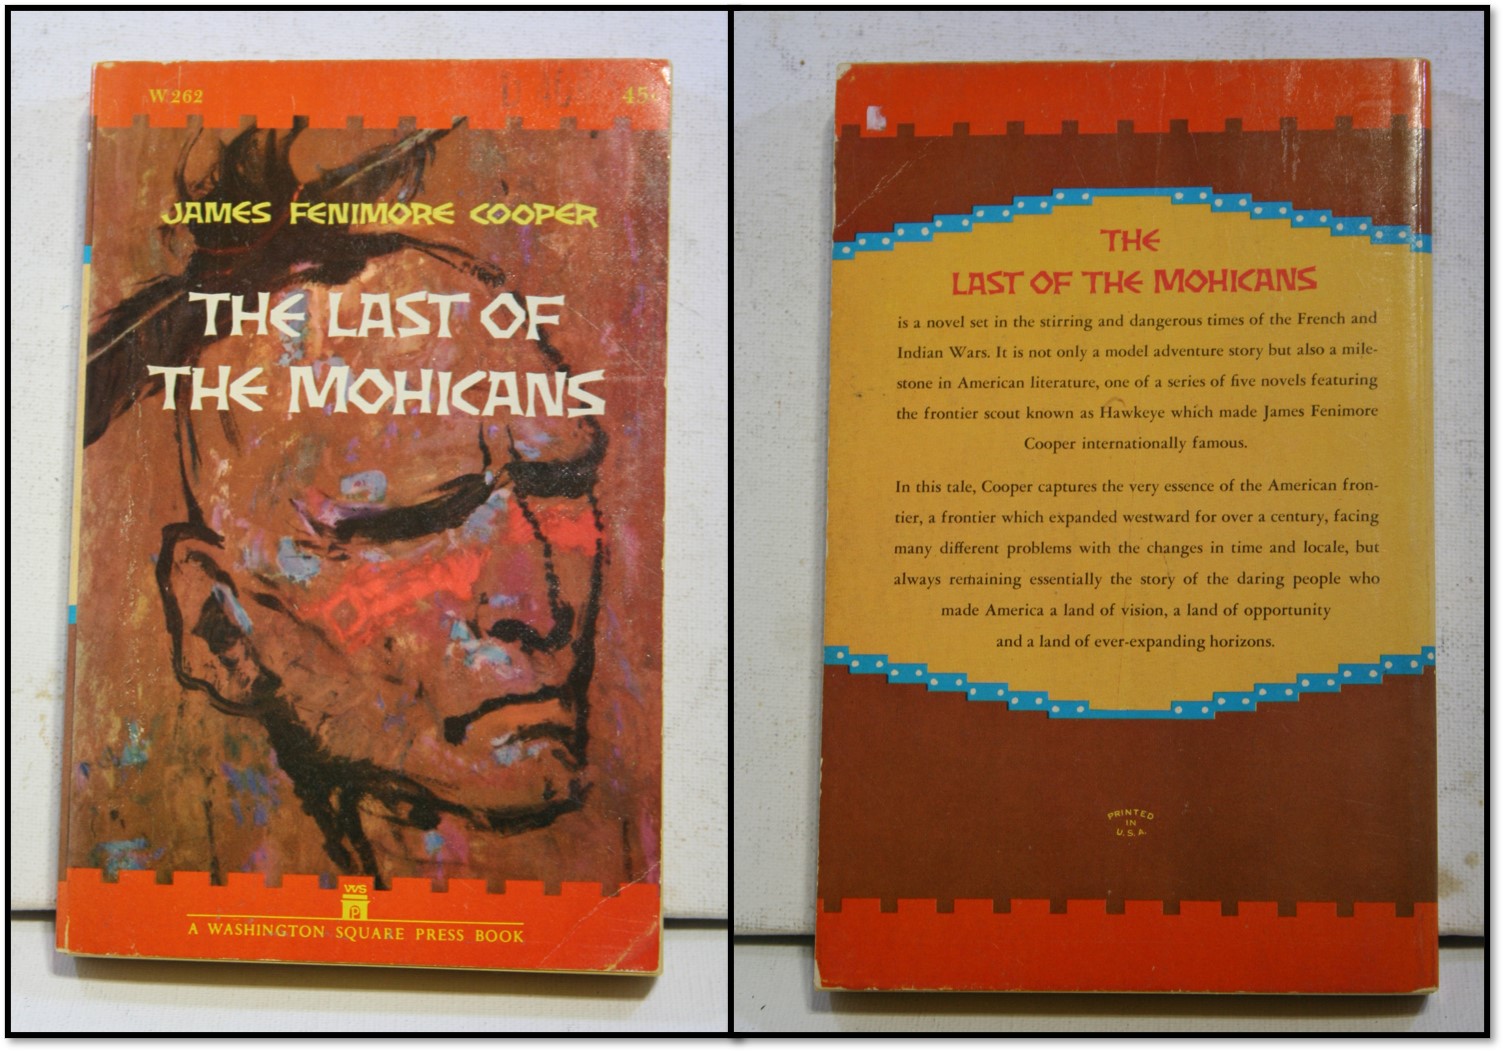 W 262
45¢
JAMES FENIMORE COOPER
THE LAST OF
THE MOHICANS
WS
P
A WASHINGTON SQUARE PRESS BOOK
THE
LAST OF THE MOHICANS
is a novel set in the stirring and dangerous times of the French and
Indian Wars. It is not only a model adventure story but also a mile-
stone in American literature, one of a series of five novels featuring
the frontier scout known as Hawkeye which made James Fenimore
Cooper internationally famous.
In this tale, Cooper captures the very essence of the American fron-
tier, a frontier which expanded westward for over a century, facing
many different problems with the changes in time and locale, but
always remaining essentially the story of the daring people who
made America a land of vision, a land of opportunity
and a land of ever-expanding horizons.
PRINTED
IN
U.S.A.